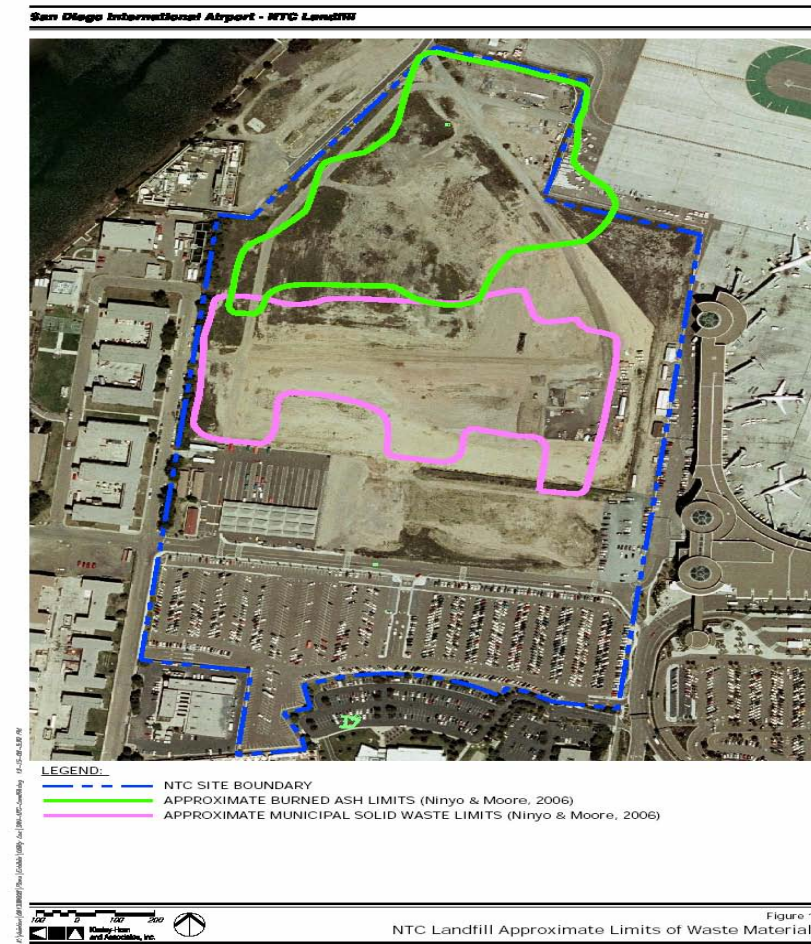 San Diego International Airport - NTC Landfill
LEGEND:
NTC SITE BOUNDARY
APPROXIMATE BURNED ASH LIMITS (Ninyo & Moore, 2006)
APPROXIMATE MUNICIPAL SOLID WASTE LIMITS (Ninyo & Moore, 2006)
100 0 100 200
Kimley-Horn
and Associates, Inc.
Figure 1
NTC Landfill Approximate Limits of Waste Material